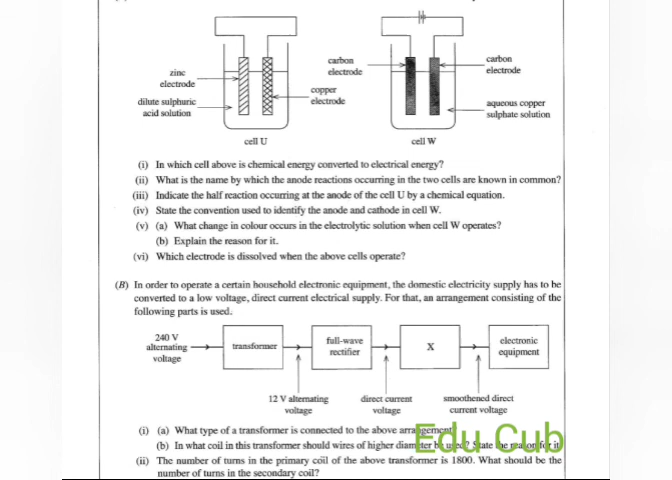 carbon
electrode
carbon
electrode
zinc
electrode
copper
electrode
dilute sulphuric
acid solution
aqueous copper
sulphate solution
cell U
cell W
(i) In which cell above is chemical energy converted to electrical energy?
(ii) What is the name by which the anode reactions occurring in the two cells are known in common?
(iii) Indicate the half reaction occurring at the anode of the cell U by a chemical equation.
(iv) State the convention used to identify the anode and cathode in cell W.
(v) (a) What change in colour occurs in the electrolytic solution when cell W operates?
(b) Explain the reason for it.
(vi) Which electrode is dissolved when the above cells operate?
(B) In order to operate a certain household electronic equipment, the domestic electricity supply has to be
converted to a low voltage, direct current electrical supply. For that, an arrangement consisting of the
following parts is used.
240 V
alternating
voltage
transformer
full-wave
rectifier
X
electronic
equipment
12 V alternating
voltage
direct current
voltage
smoothened direct
current voltage
(i) (a) What type of a transformer is connected to the above arrangement?
(b) In what coil in this transformer should wires of higher diameter be used? State the reason for it.
Edu Cub
(ii) The number of turns in the primary coil of the above transformer is 1800. What should be the
number of turns in the secondary coil?